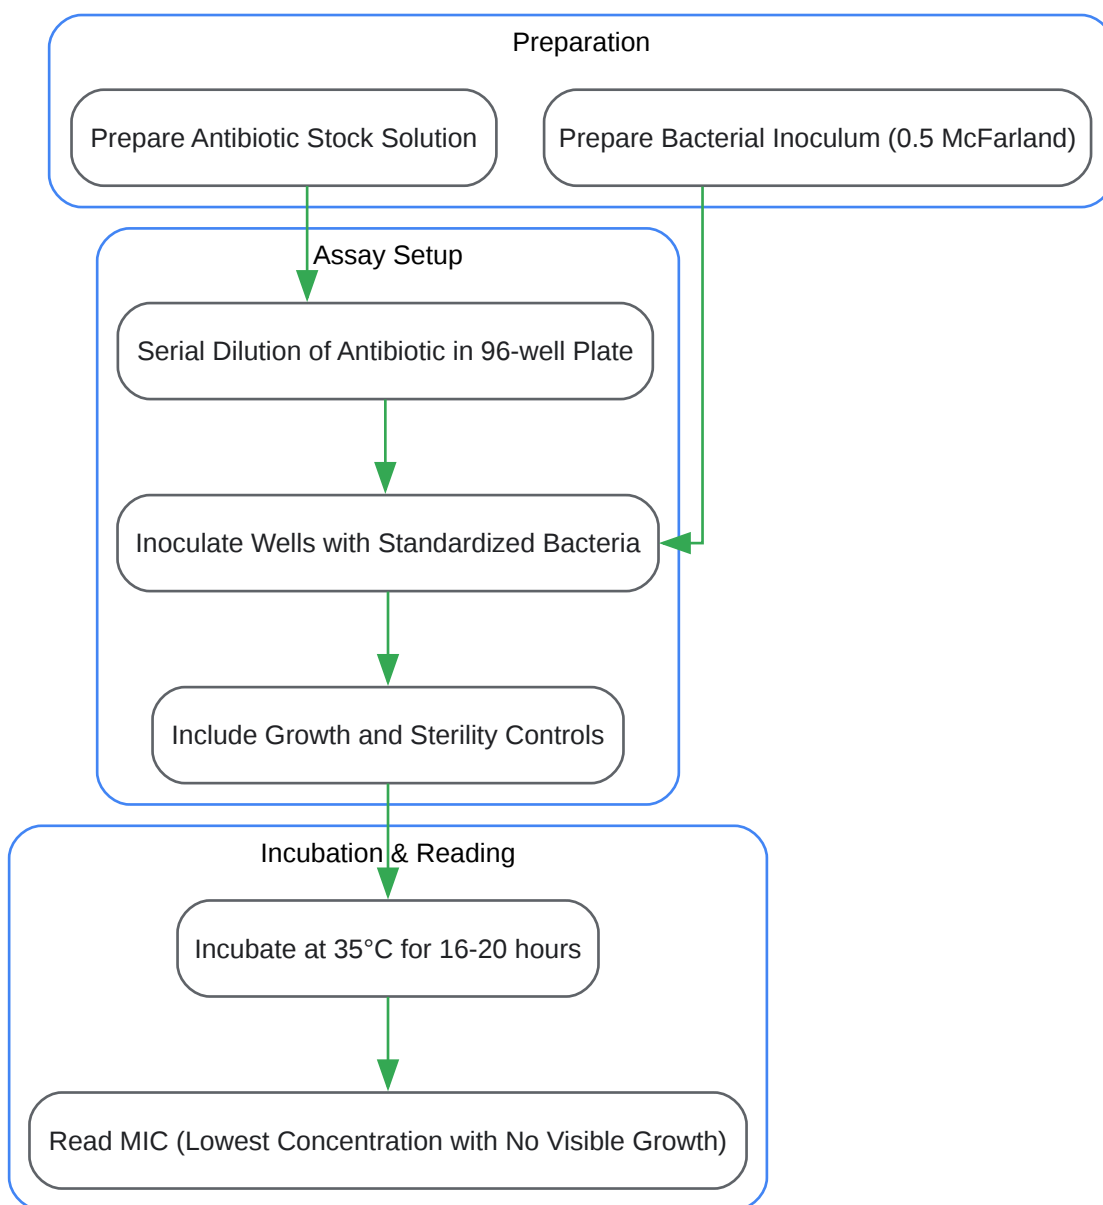 Preparation
Prepare Antibiotic Stock Solution
Prepare Bacterial Inoculum (0.5 McFarland)
Assay Setup
Serial Dilution of Antibiotic in 96-well Plate
Inoculate Wells with Standardized Bacteria
Include Growth and Sterility Controls
Incubation & Reading
Incubate at 35°C for 16-20 hours
Read MIC (Lowest Concentration with No Visible Growth)